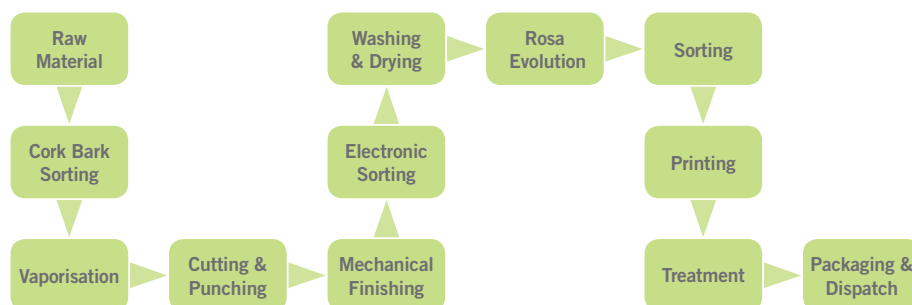 Raw
Material
Cork Bark
Sorting
Vaporisation
Cutting &
Punching
Mechanical
Finishing
Electronic
Sorting
Washing
& Drying
Rosa
Evolution
Sorting
Printing
Treatment
Packaging &
Dispatch